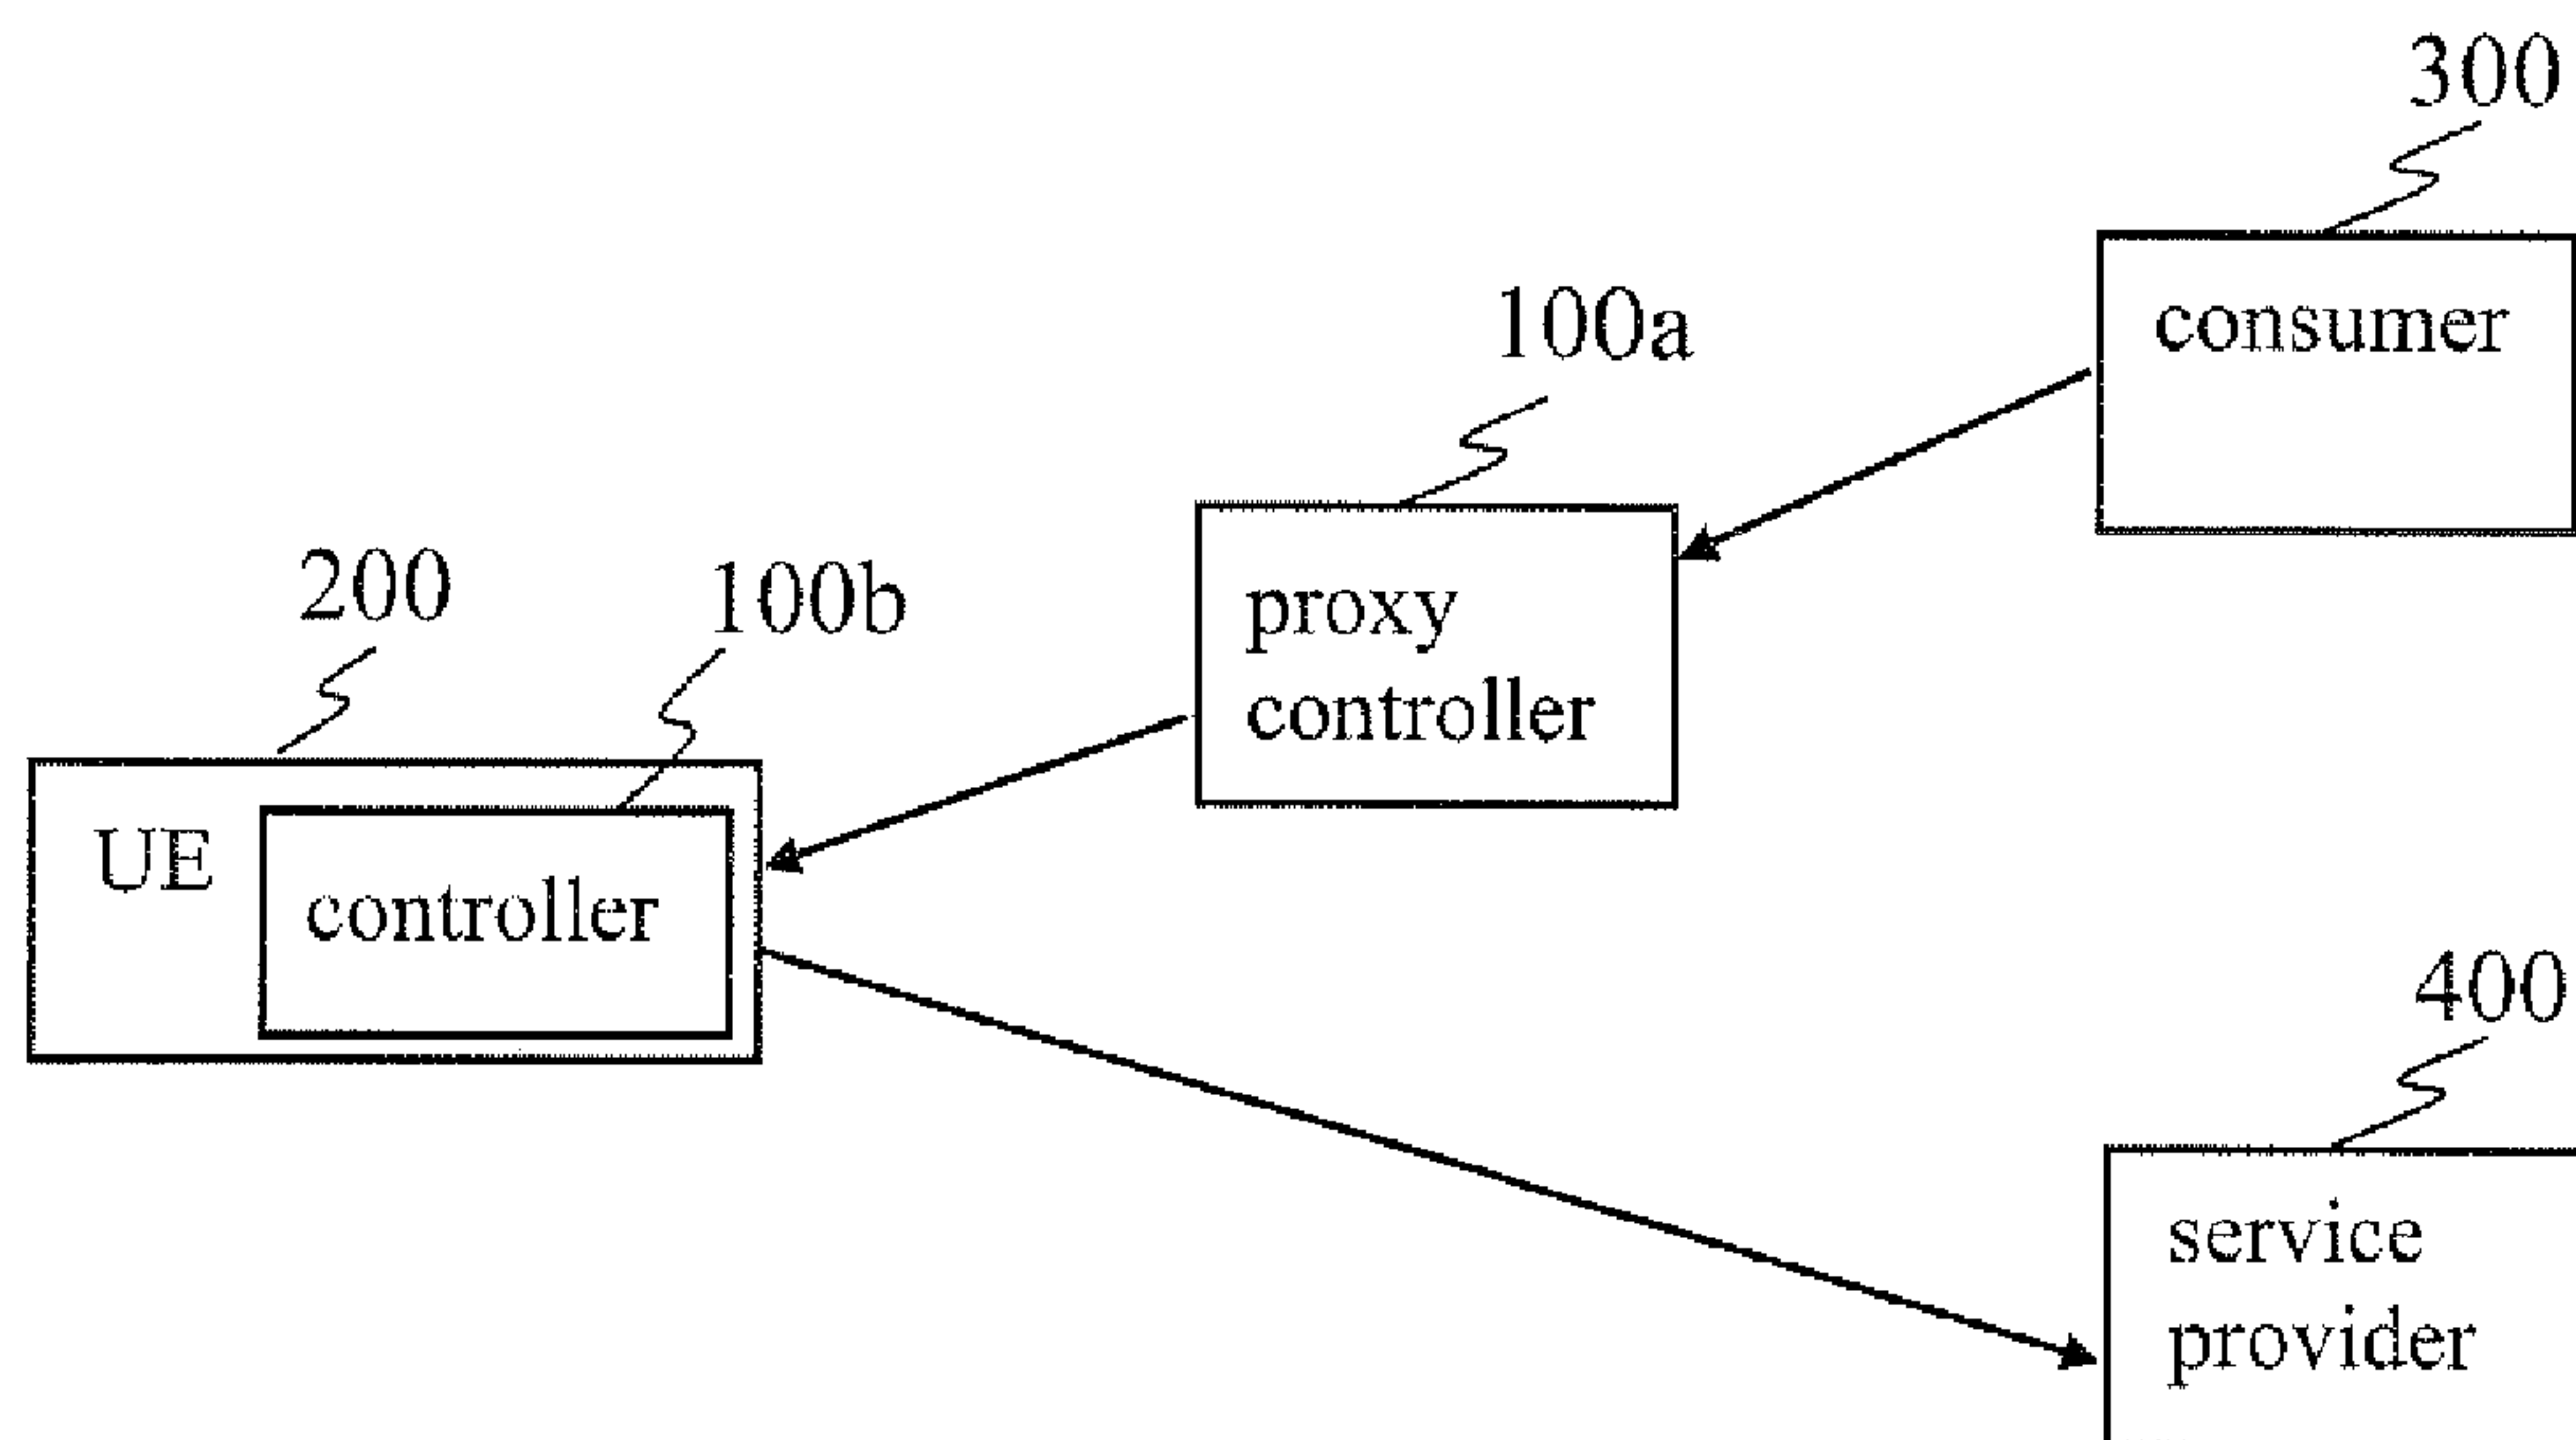 300
consumer
100a
proxy
controller
200
100b
UE
controller
400
service
provider